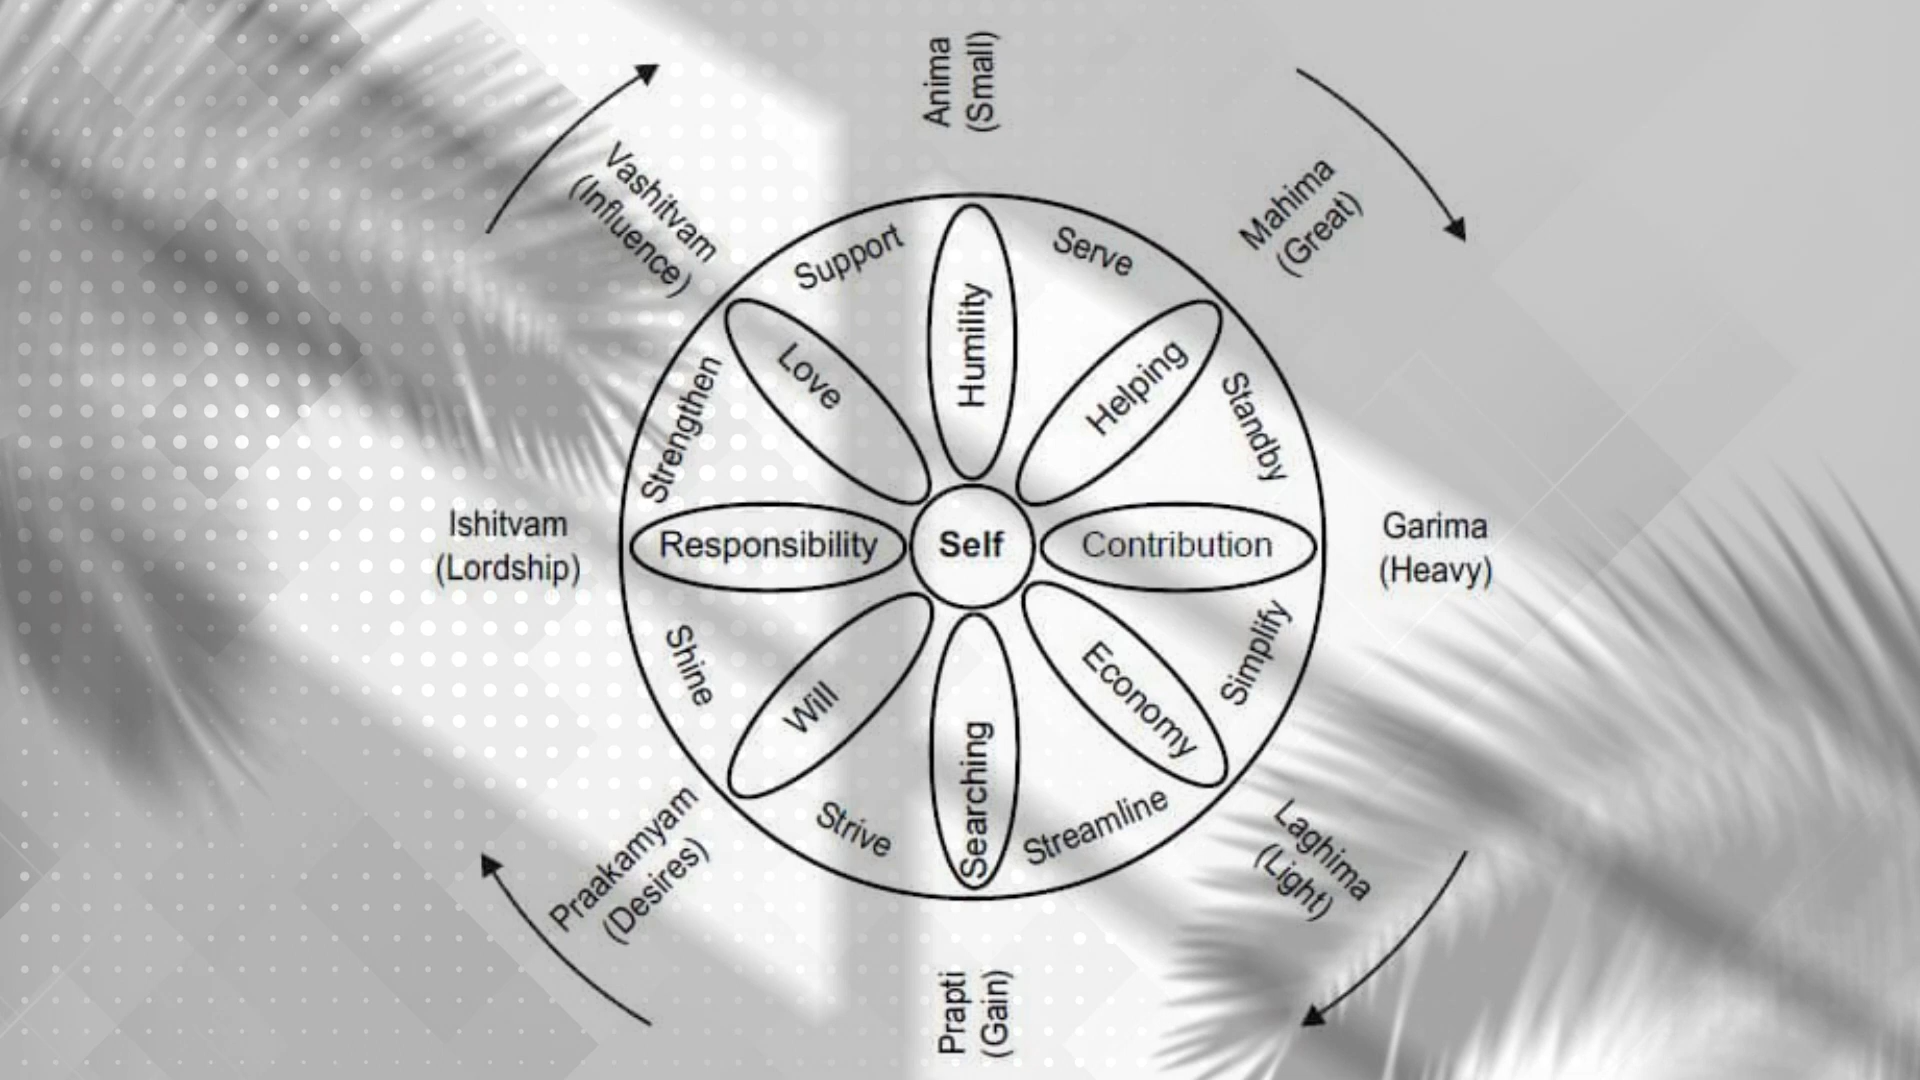 Anima
(Small)
Mahima
(Great)
Garima
(Heavy)
Laghima
(Light)
Prapti
(Gain)
Praakamyam
(Desires)
Ishitvam
(Lordship)
Vashitvam
(Influence)
Support
Serve
Standby
Simplify
Streamline
Strive
Shine
Strengthen
Humility
Helping
Contribution
Economy
Searching
Will
Responsibility
Love
Self